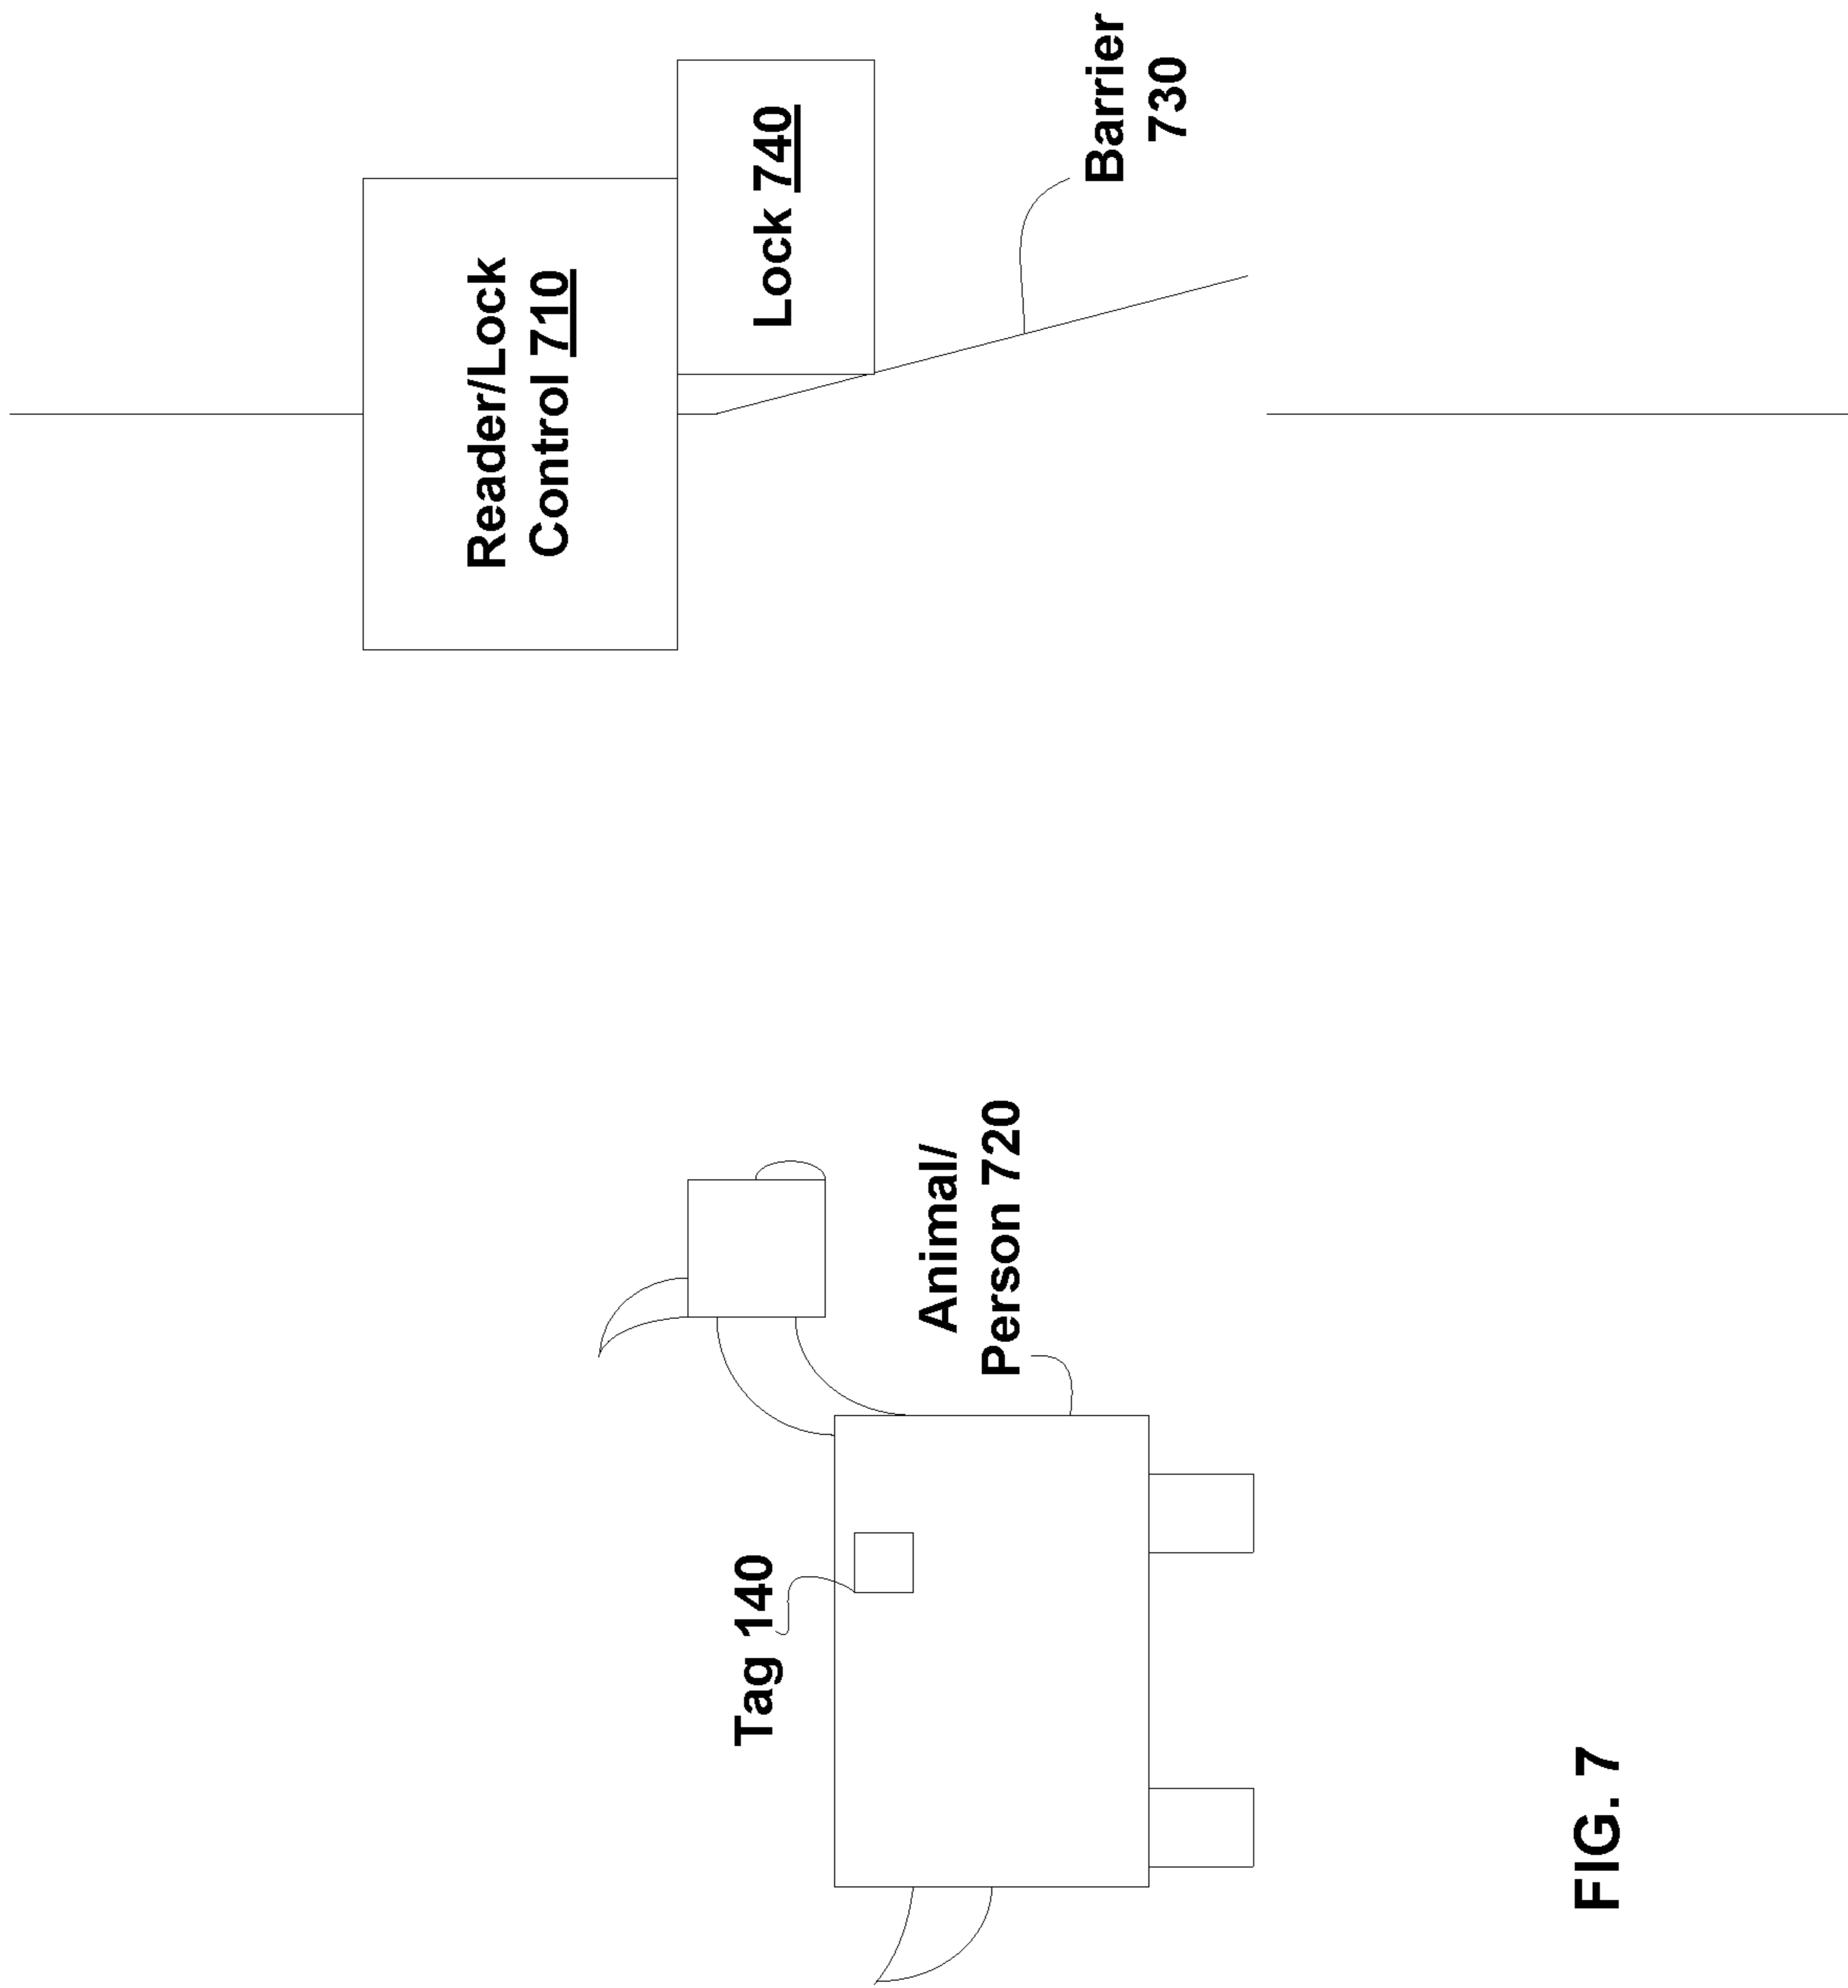 Reader/Lock
Control 710
Lock 740
Barrier
730
Tag 140
Animal/
Person 720
FIG. 7